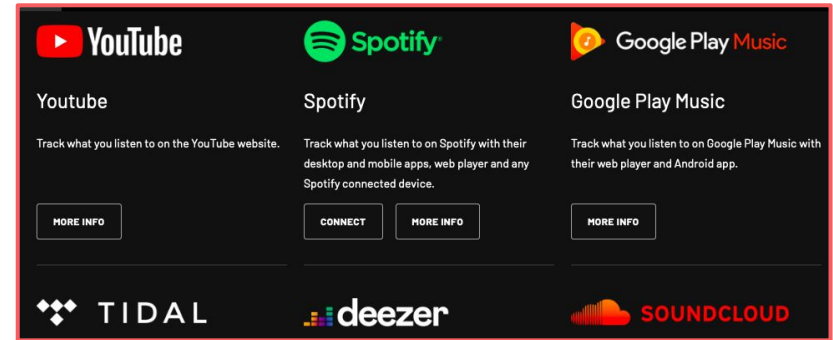 YouTube
Spotify
Google Play Music
Youtube
Spotify
Google Play Music
Track what you listen to on the YouTube website.
Track what you listen to on Spotify with their
desktop and mobile apps, web player and any
Spotify connected device.
Track what you listen to on Google Play Music with
their web player and Android app.
MORE INFO
CONNECT
MORE INFO
MORE INFO
TIDAL
deezer
SOUNDCLOUD